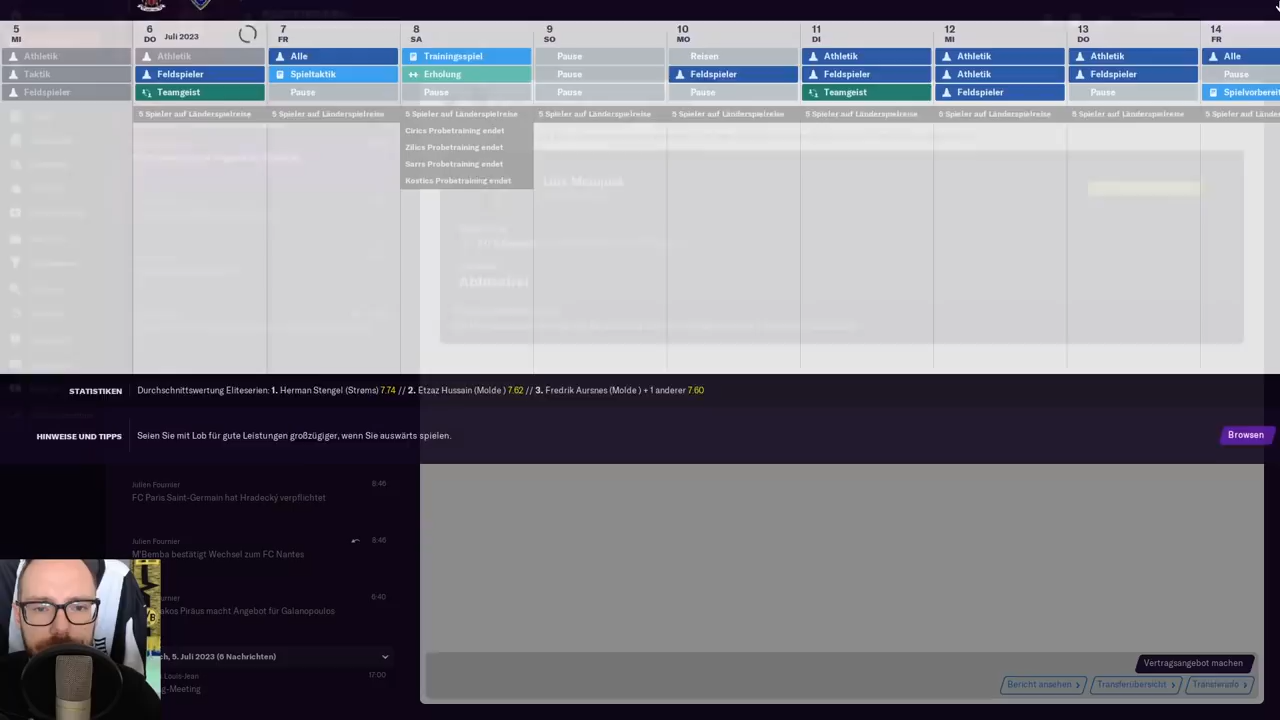 5
MI
6
DO
Juli 2023
7
FR
8
SA
9
SO
10
MO
11
DI
12
MI
13
DO
14
FR
Athletik
Athletik
Alle
Trainingsspiel
Pause
Reisen
Athletik
Athletik
Athletik
Alle
Taktik
Feldspieler
Spieltaktik
Erholung
Pause
Feldspieler
Feldspieler
Athletik
Feldspieler
Pause
Feldspieler
Teamgeist
Pause
Pause
Pause
Pause
Teamgeist
Feldspieler
Pause
Spielvorbereit
5 Spieler auf Länderspielreise
5 Spieler auf Länderspielreise
5 Spieler auf Länderspielreise
5 Spieler auf Länderspielreise
5 Spieler auf Länderspielreise
5 Spieler auf Länderspielreise
5 Spieler auf Länderspielreise
5 Spieler auf Länderspielreise
5 Spieler auf Länderspielre
Cirics Probetraining endet
Zilics Probetraining endet
Sarrs Probetraining endet
Kostiss Probetraining endet
STATISTIKEN
Durchschnittswertung Eliteserien: 1. Herman Stengel (Strøms) 7.74 // 2. Etzaz Hussain (Molde ) 7.62 // 3. Fredrik Aursnes (Molde ) + 1 anderer 7.60
HINWEISE UND TIPPS
Seien Sie mit Lob für gute Leistungen großzügiger, wenn Sie auswärts spielen.
Browsen
Julien Fournier
8:46
FC Paris Saint-Germain hat Hradecký verpflichtet
Julien Fournier
8:46
M'Bemba bestätigt Wechsel zum FC Nantes
6:40
akos Piräus macht Angebot für Galanopoulos
ch, 5. Juli 2023 (6 Nachrichten)
Louis-Jean
17:00
g-Meeting
Vertragsangebot machen
Bericht ansehen
Transferübersicht